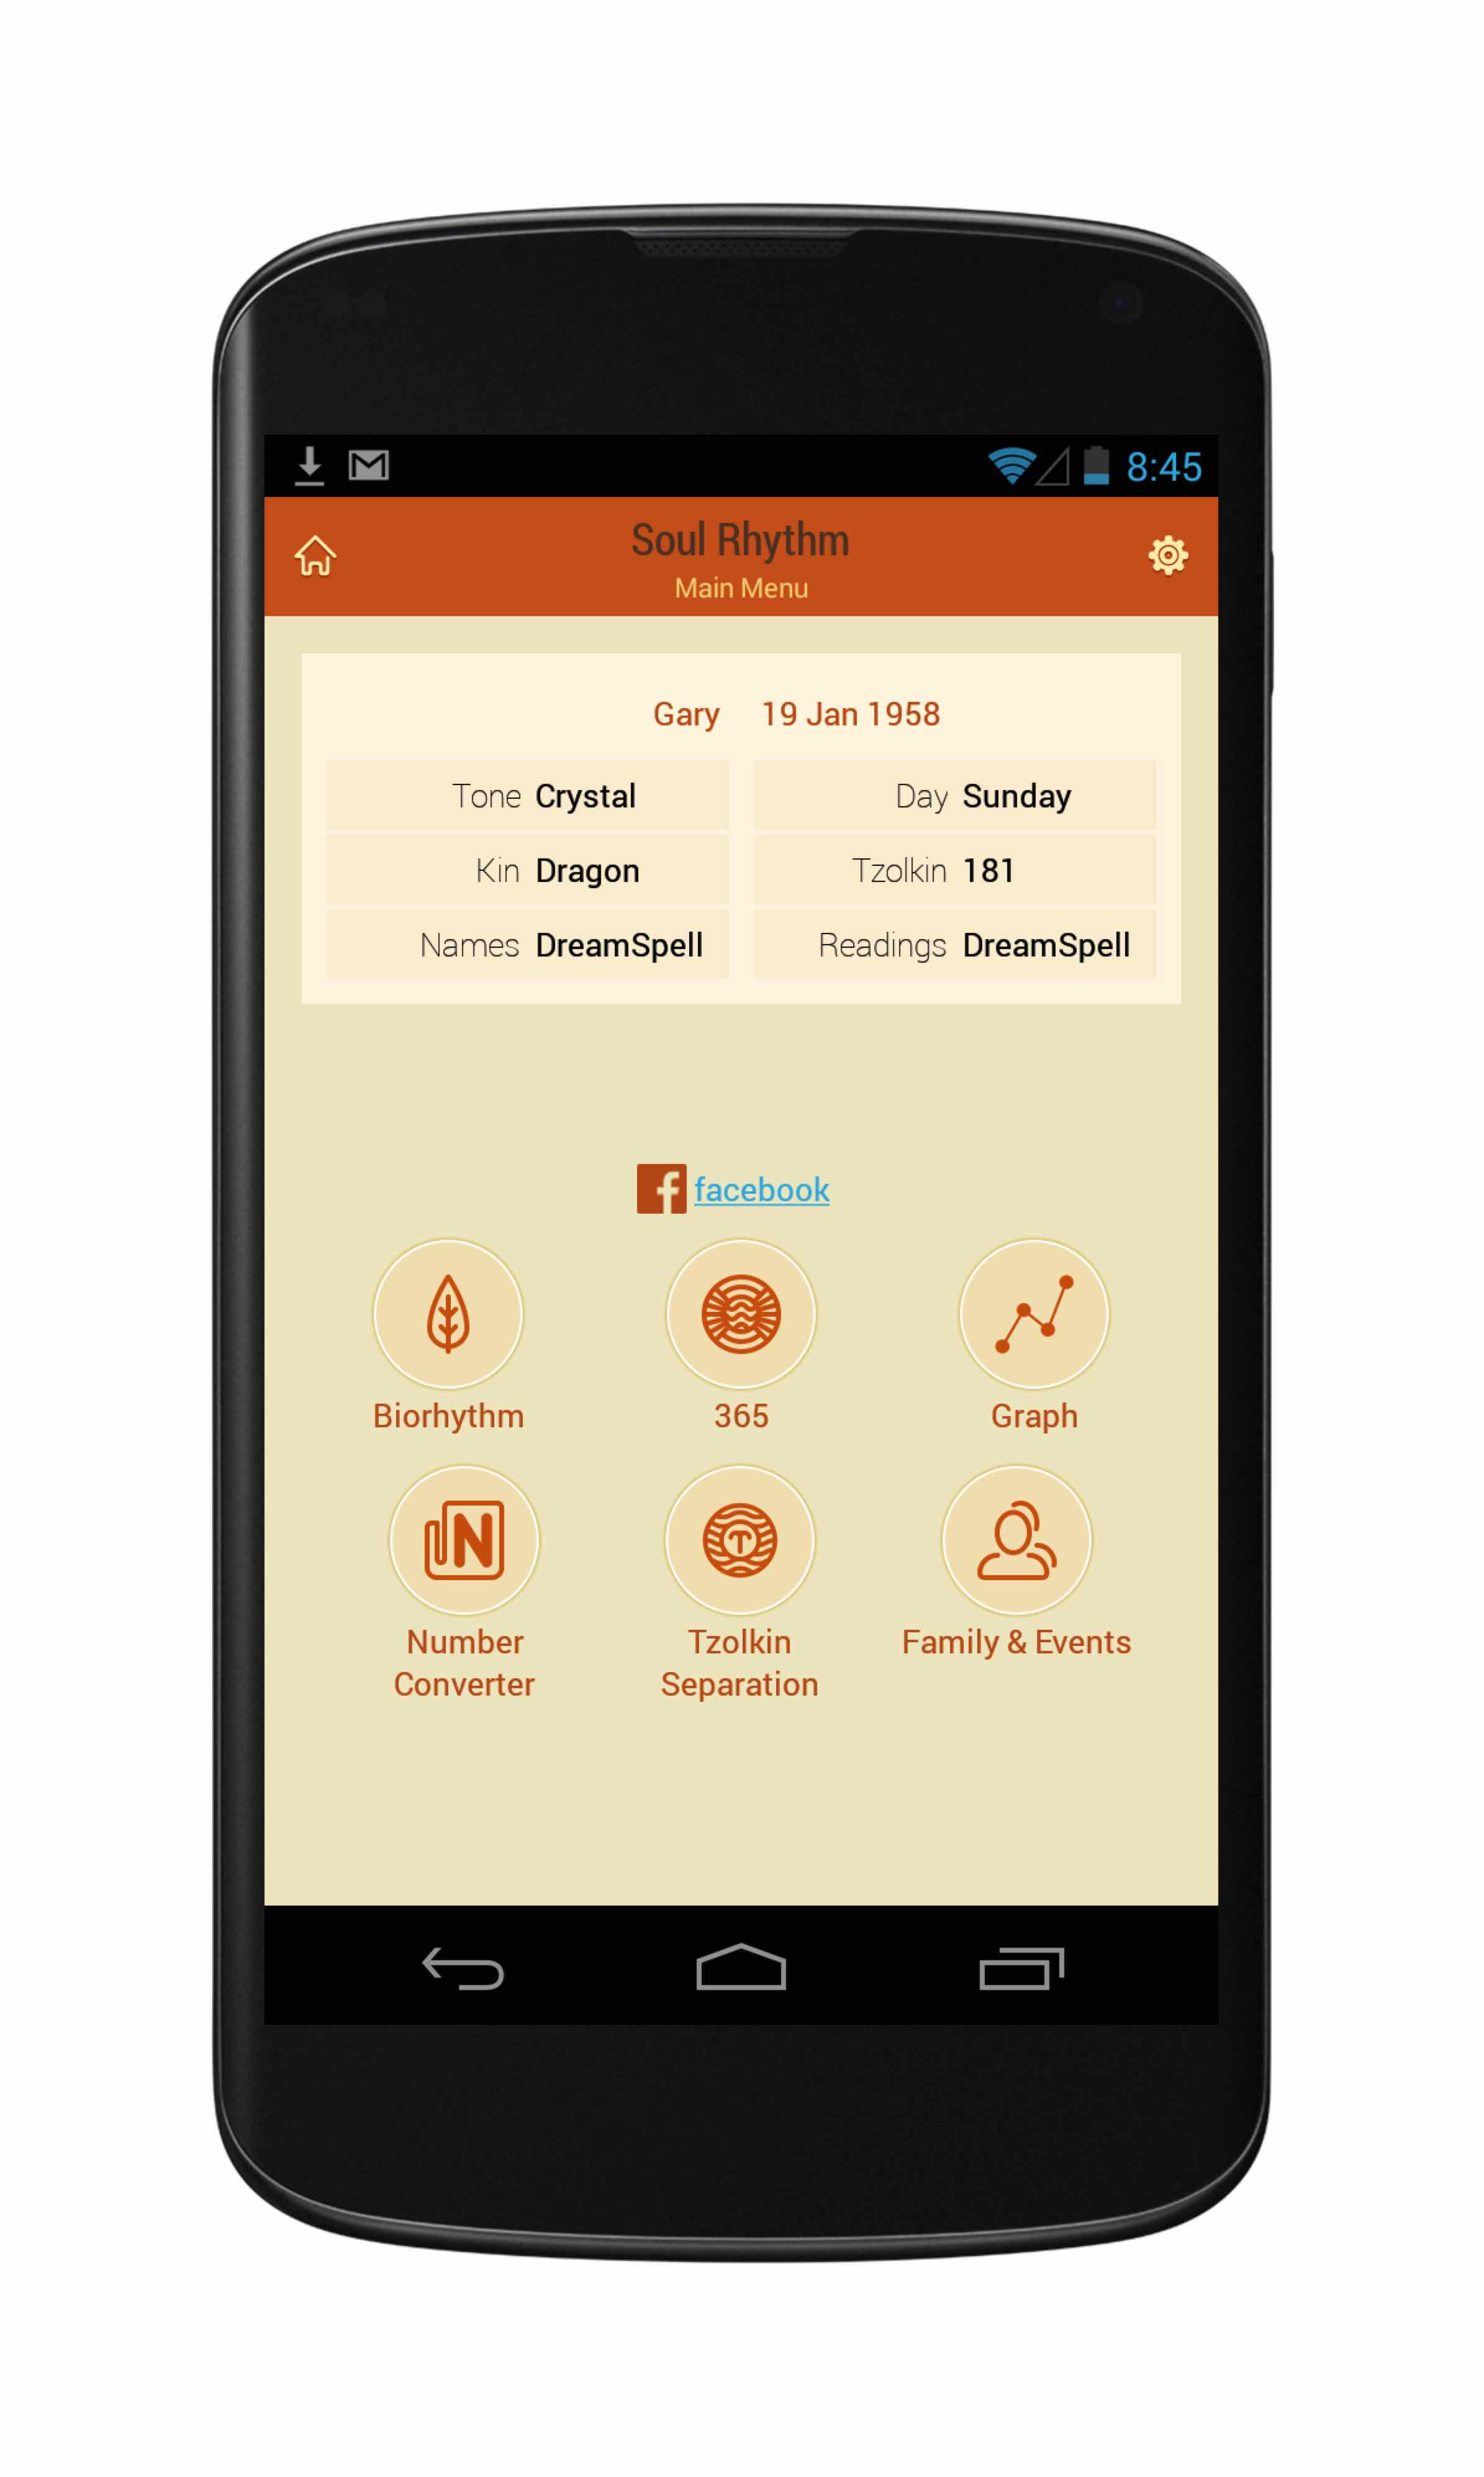 8:45
Soul Rhythm
Main Menu
Gary 19 Jan 1958
Tone Crystal Day Sunday
Kin Dragon Tzolkin 181
Names DreamSpell Readings DreamSpell
f facebook
Biorhythm 365 Graph
N T
Number Tzolkin Family & Events
Converter Separation